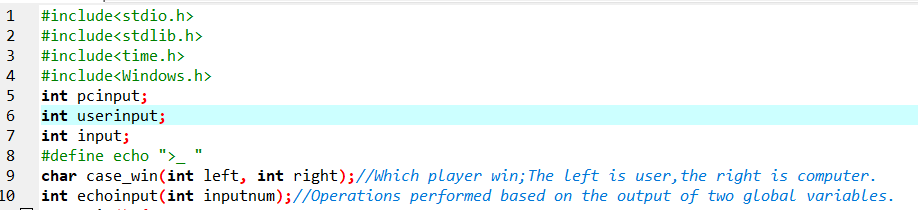 1 #include<stdio.h>
2 #include<stdlib.h>
3 #include<time.h>
4 #include<Windows.h>
5 int pcinput;
6 int userinput;
7 int input;
8 #define echo ">_ "
9 char case_win(int left, int right);//Which player win;The left is user,the right is computer.
10 int echoinput(int inputnum);//Operations performed based on the output of two global variables.